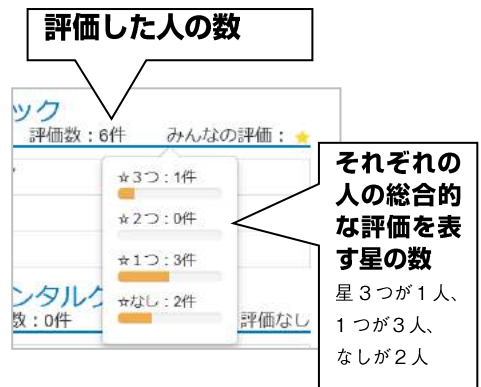 評価した人の数
ック
評価数：6件 みんなの評価：
☆3つ：1件
☆2つ：0件
☆1つ：3件
☆なし：2件
ンタルク
数：0件
評価なし
それぞれの
人の総合的
な評価を表
す星の数
星３つが１人、
１つが３人、
なしが２人